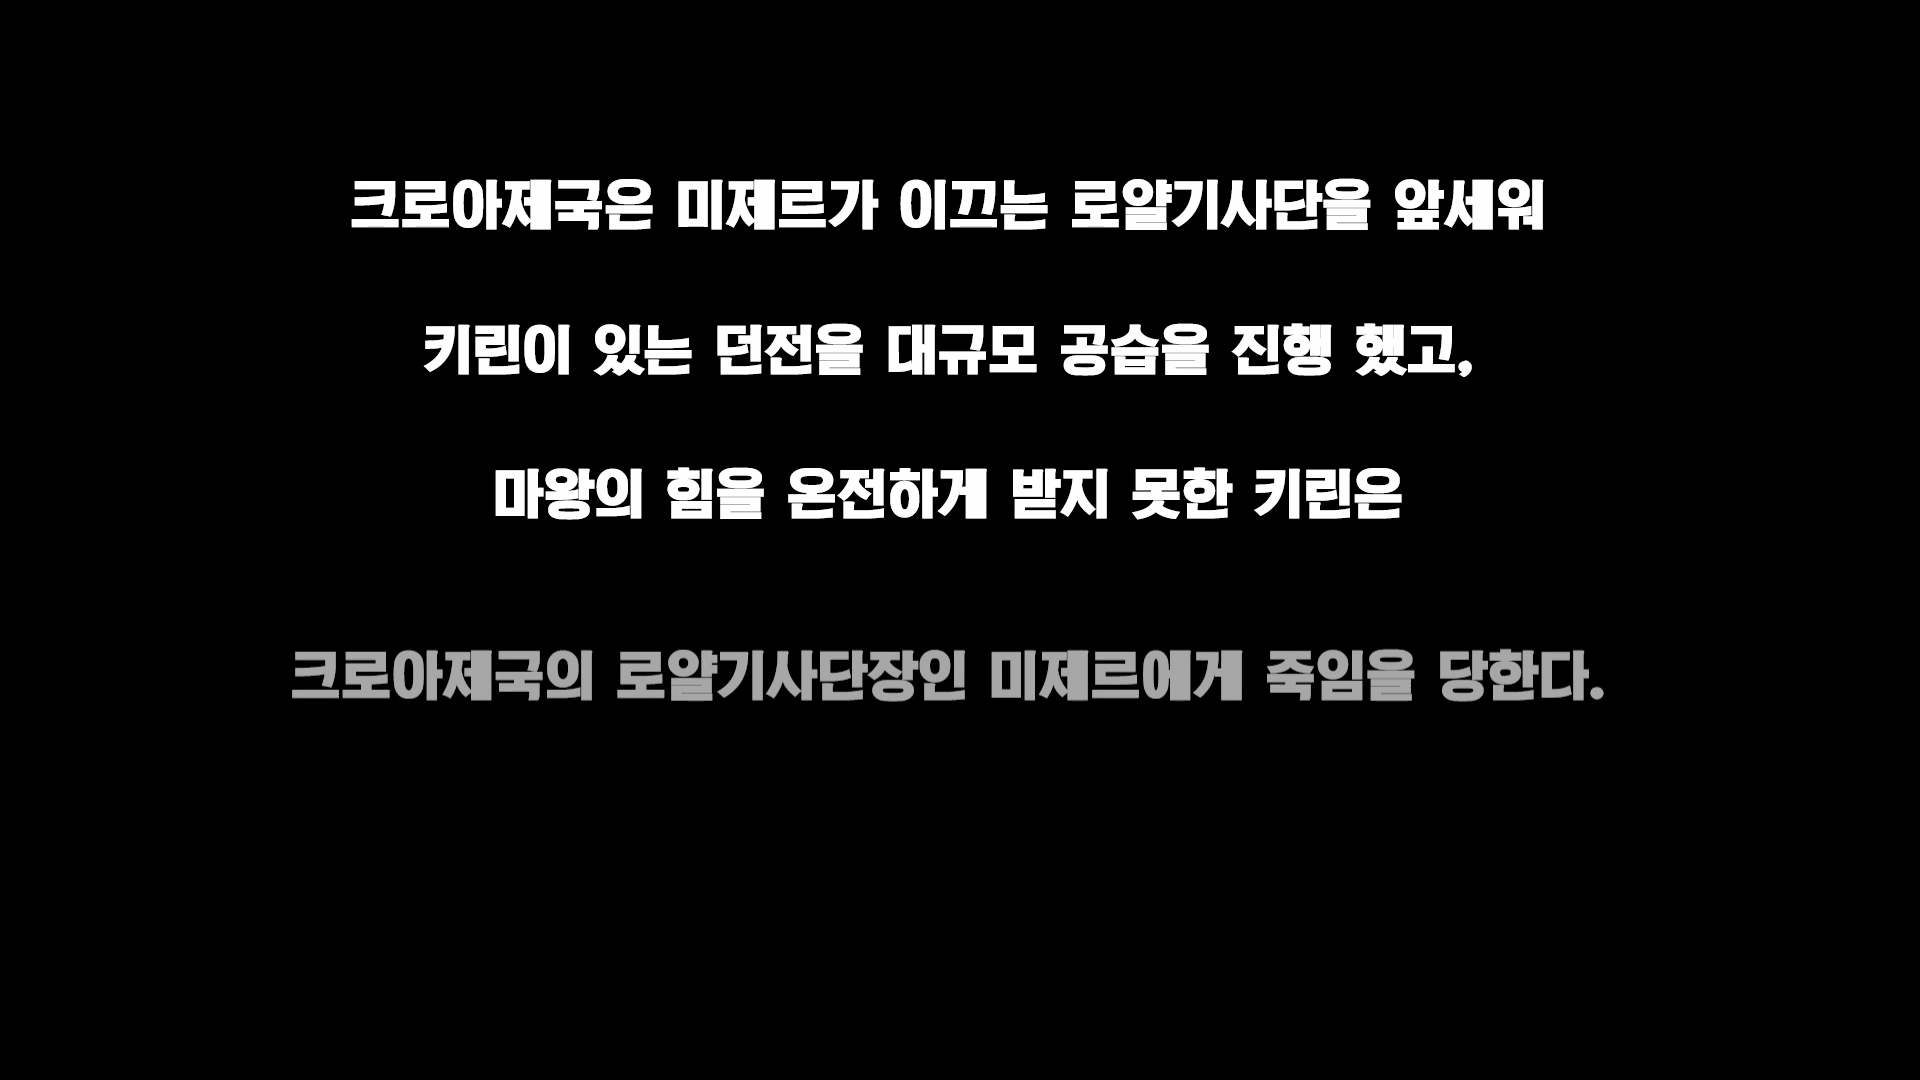 크로아제국은 미제르가 이끄는 로얄기사단을 앞세워
키린이 있는 던전을 대규모 공습을 진행 했고,
마왕의 힘을 온전하게 받지 못한 키린은
크로아제국의 로얄기사단장인 미제르에게 죽임을 당한다.